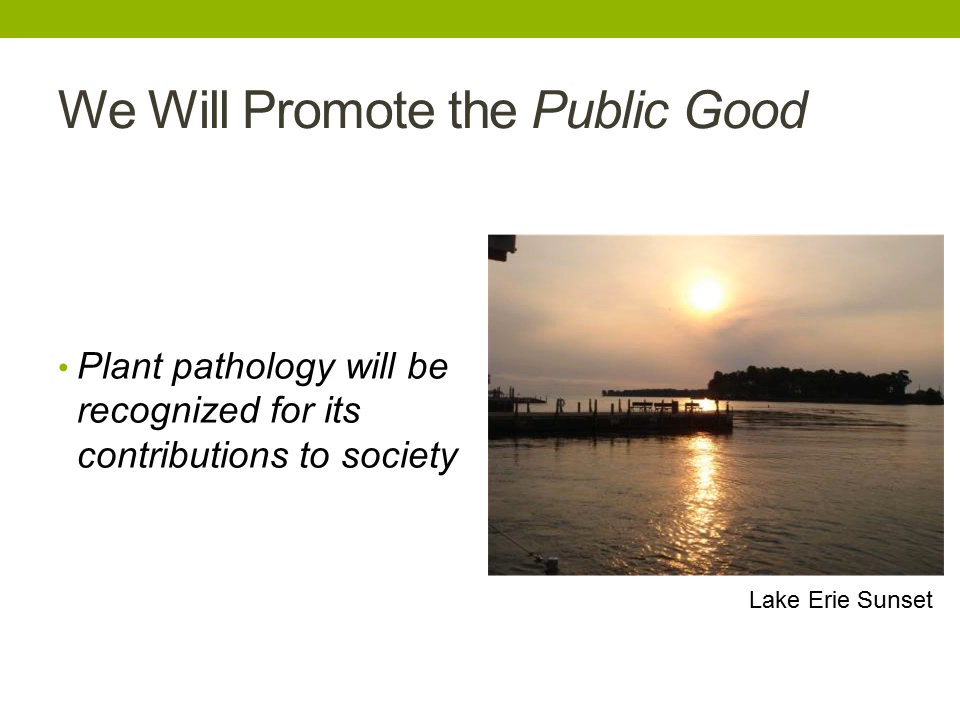 We Will Promote the Public Good
• Plant pathology will be
recognized for its
contributions to society
Lake Erie Sunset